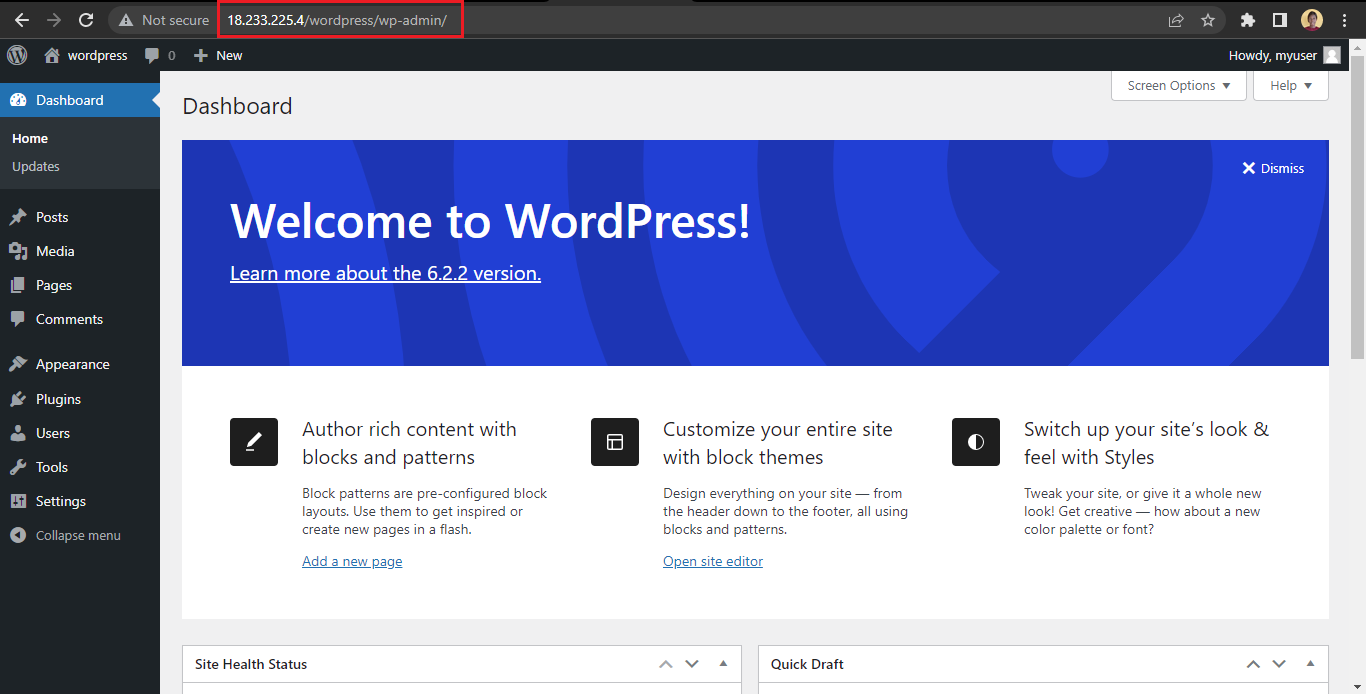 Not secure 18.233.225.4/wordpress/wp-admin/
wordpress 0 New Howdy, myuser
Dashboard
Home
Updates
Posts
Media
Pages
Comments
Appearance
Plugins
Users
Tools
Settings
Collapse menu
Screen Options Help
Dashboard
Dismiss
Welcome to WordPress!
Learn more about the 6.2.2 version.
Author rich content with
blocks and patterns
Block patterns are pre-configured block
layouts. Use them to get inspired or
create new pages in a flash.
Add a new page
Customize your entire site
with block themes
Design everything on your site — from
the header down to the footer, all using
blocks and patterns.
Open site editor
Switch up your site’s look &
feel with Styles
Tweak your site, or give it a whole new
look! Get creative — how about a new
color palette or font?
Site Health Status
Quick Draft